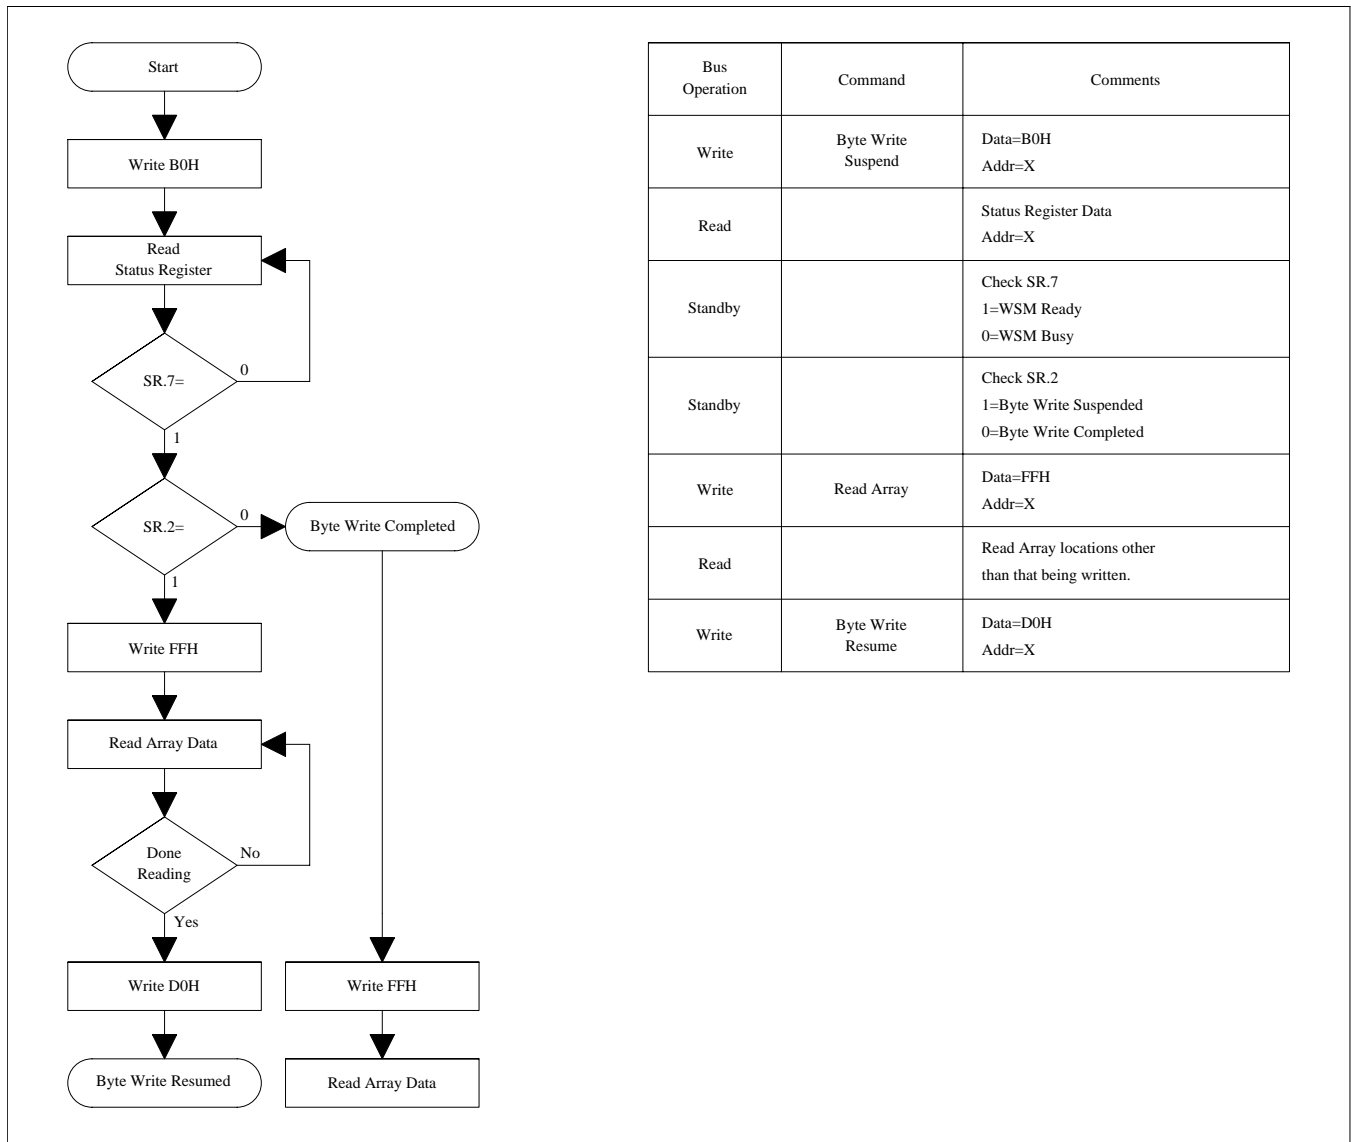 Start
Write B0H
Read
Status Register
SR.7=
0
1
SR.2=
0
Byte Write Completed
1
Write FFH
Read Array Data
Done
Reading
No
Yes
Write D0H
Write FFH
Byte Write Resumed
Read Array Data
Bus
Operation
Command
Comments
Write
Byte Write
Suspend
Data=B0H
Addr=X
Read
Status Register Data
Addr=X
Standby
Check SR.7
1=WSM Ready
0=WSM Busy
Standby
Check SR.2
1=Byte Write Suspended
0=Byte Write Completed
Write
Read Array
Data=FFH
Addr=X
Read
Read Array locations other
than that being written.
Write
Byte Write
Resume
Data=D0H
Addr=X